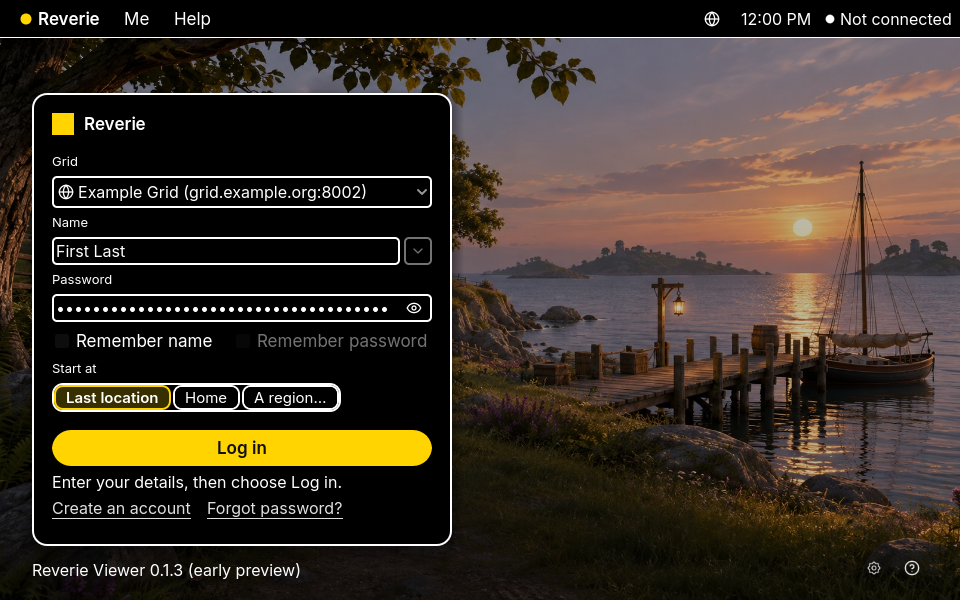 Reverie Me Help 12:00 PM Not connected
Reverie
Grid
Example Grid (grid.example.org:8002)
Name
First Last
Password
Remember name Remember password
Start at
Last location Home A region...
Log in
Enter your details, then choose Log in.
Create an account Forgot password?
Reverie Viewer 0.1.3 (early preview)